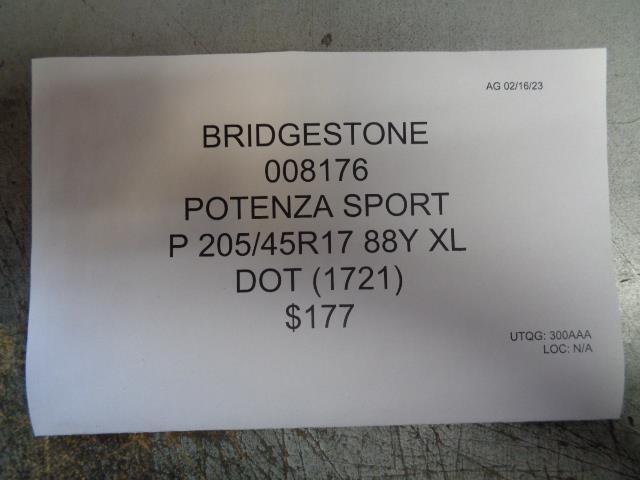 AG 02/16/23
BRIDGESTONE
008176
POTENZA SPORT
P 205/45R17 88Y XL
DOT (1721)
$177
UTQG: 300AAA
LOC: N/A